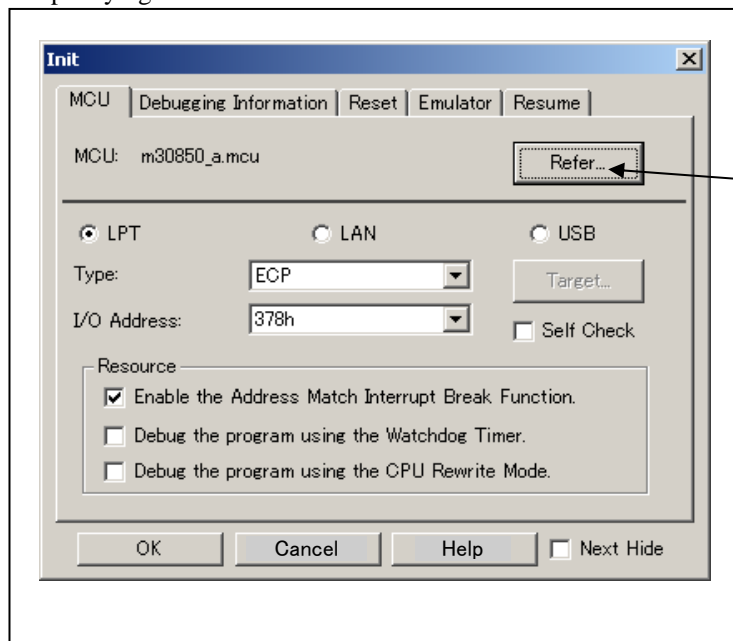 Init
MCU Debugging Information Reset Emulator Resume
MCU: m30850_a.mcu Refer...
LPT LAN USB
Type: ECP Target...
I/O Address: 378h Self Check
Resource
Enable the Address Match Interrupt Break Function.
Debug the program using the Watchdog Timer.
Debug the program using the CPU Rewrite Mode.
OK Cancel Help Next Hide